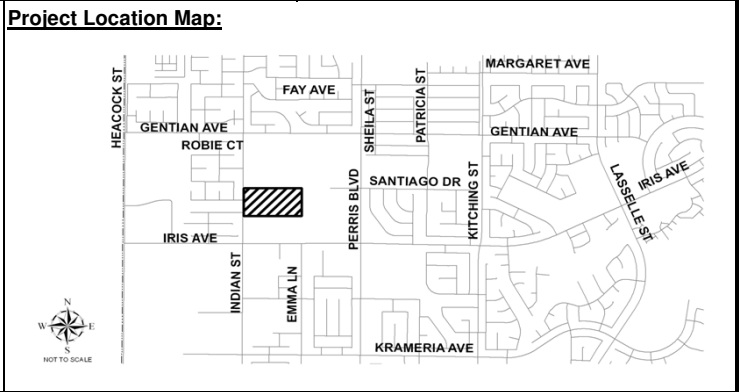 Project Location Map:
MARGARET AVE
HEACOCK ST
FAY AVE
SHEILA ST
PATRICIA ST
GENTIAN AVE
GENTIAN AVE
ROBIE CT
LASSELLE ST
IRIS AVE
SANTIAGO DR
PERRIS BLVD
KITCHING ST
IRIS AVE
INDIAN ST
EMMA LN
N
W E
S
NOT TO SCALE
KRAMERIA AVE